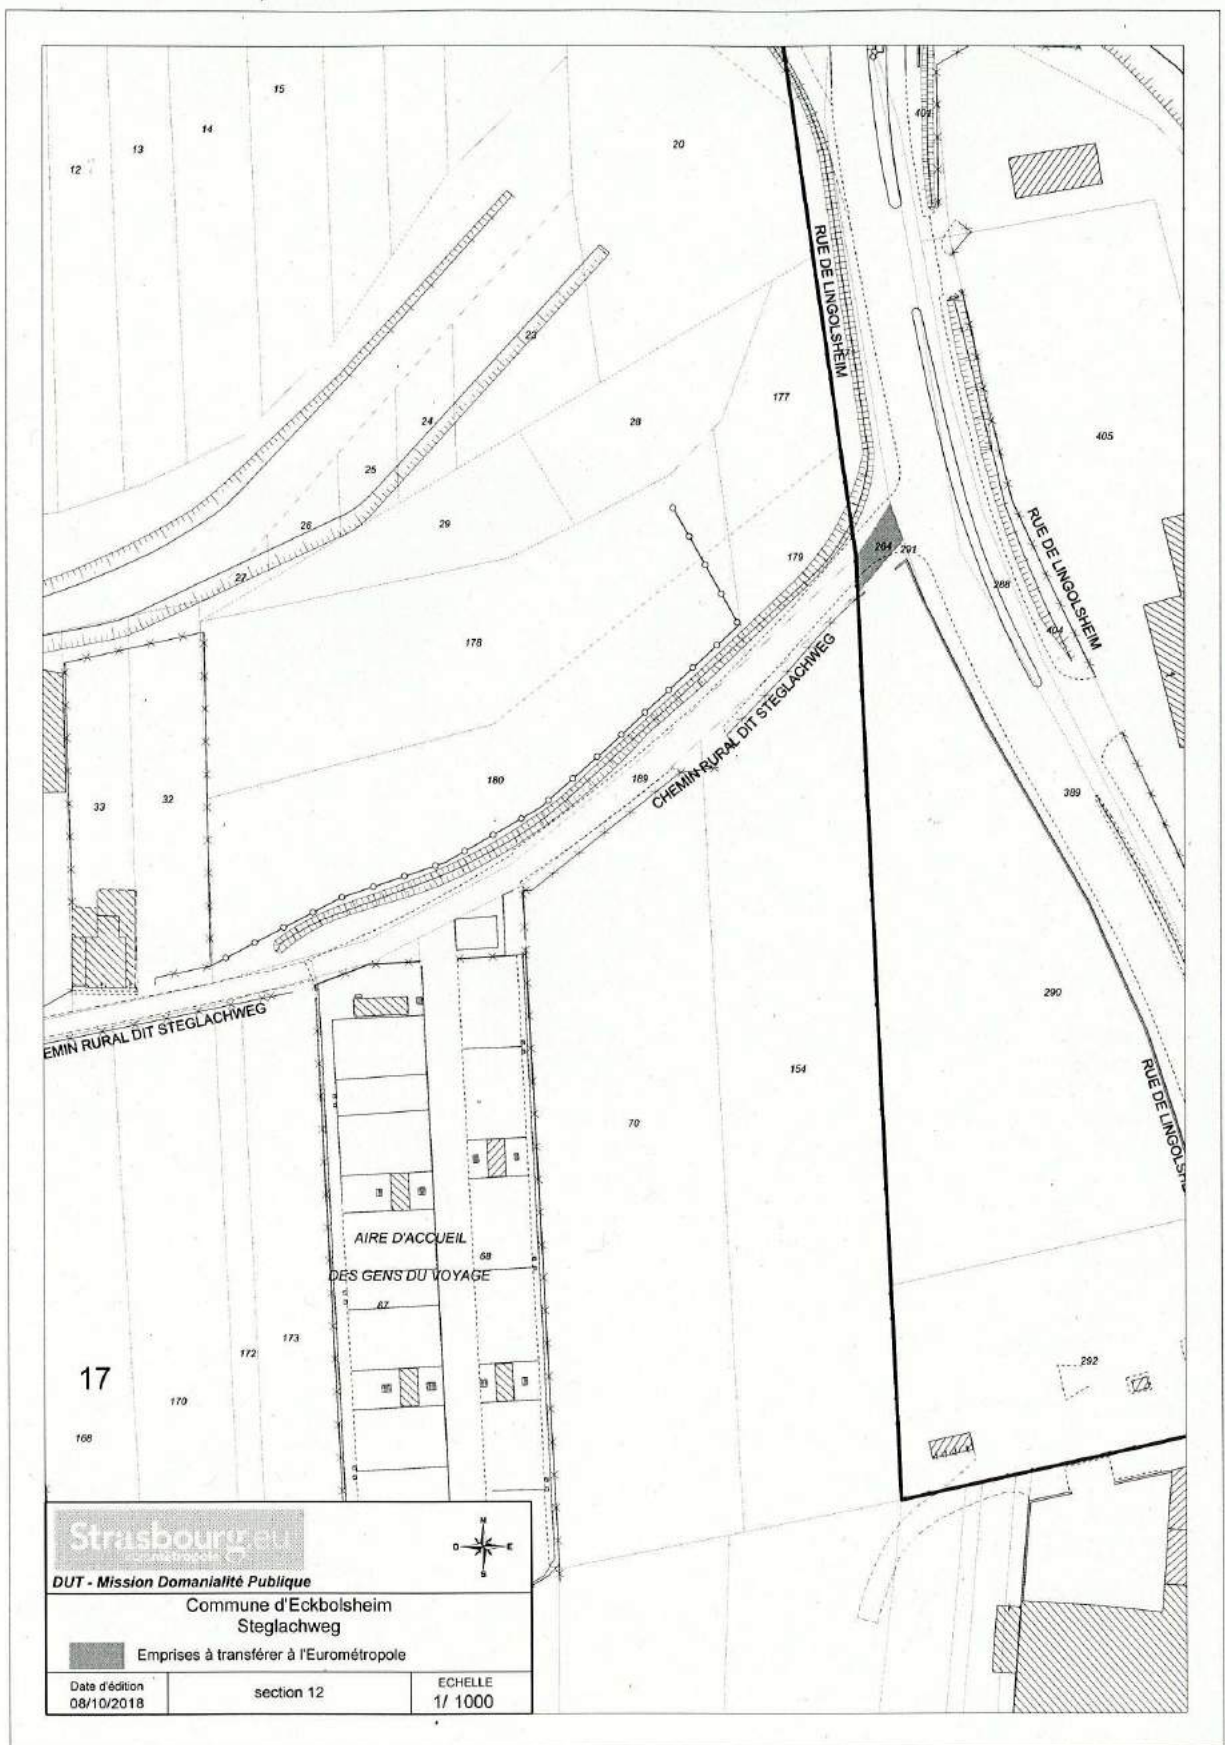 15
14
13
12
20
401
RUE DE LINGOLSHEIM
23
177
28
24
405
25
29
26
RUE DE LINGOLSHEIM
264
291
179
27
288
404
178
CHEMIN RURAL DIT STEGLACHWEG
180
189
389
33
32
290
EMIN RURAL DIT STEGLACHWEG
154
RUE DE LINGOLSH
70
AIRE D'ACCUEIL
68
DES GENS DU VOYAGE
67
173
172
292
17
170
168
Strasbourg.eu
eurométropole
N
O
E
S
DUT - Mission Domanialité Publique
Commune d'Eckbolsheim
Steglachweg
Emprises à transférer à l'Eurométropole
Date d'édition
08/10/2018
section 12
ECHELLE
1/ 1000